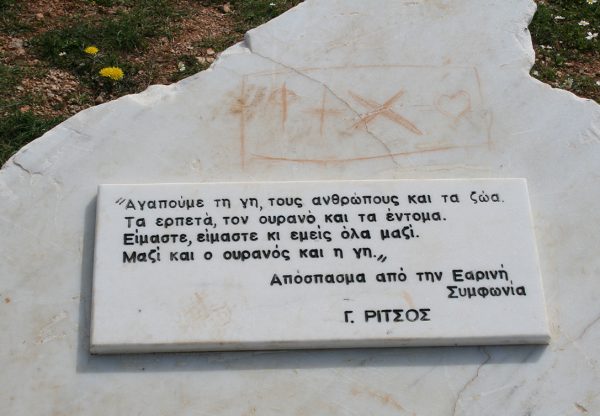 "Αγαπούμε τη γη, τους ανθρώπους και τα ζώα.
Τα ερπετά, τον ουρανό και τα έντομα.
Είμαστε, είμαστε κι εμείς όλα μαζί.
Μαζί και ο ουρανός και η γη."
Απόσπασμα από την Εαρινή
Συμφωνία
Γ. ΡΙΤΣΟΣ